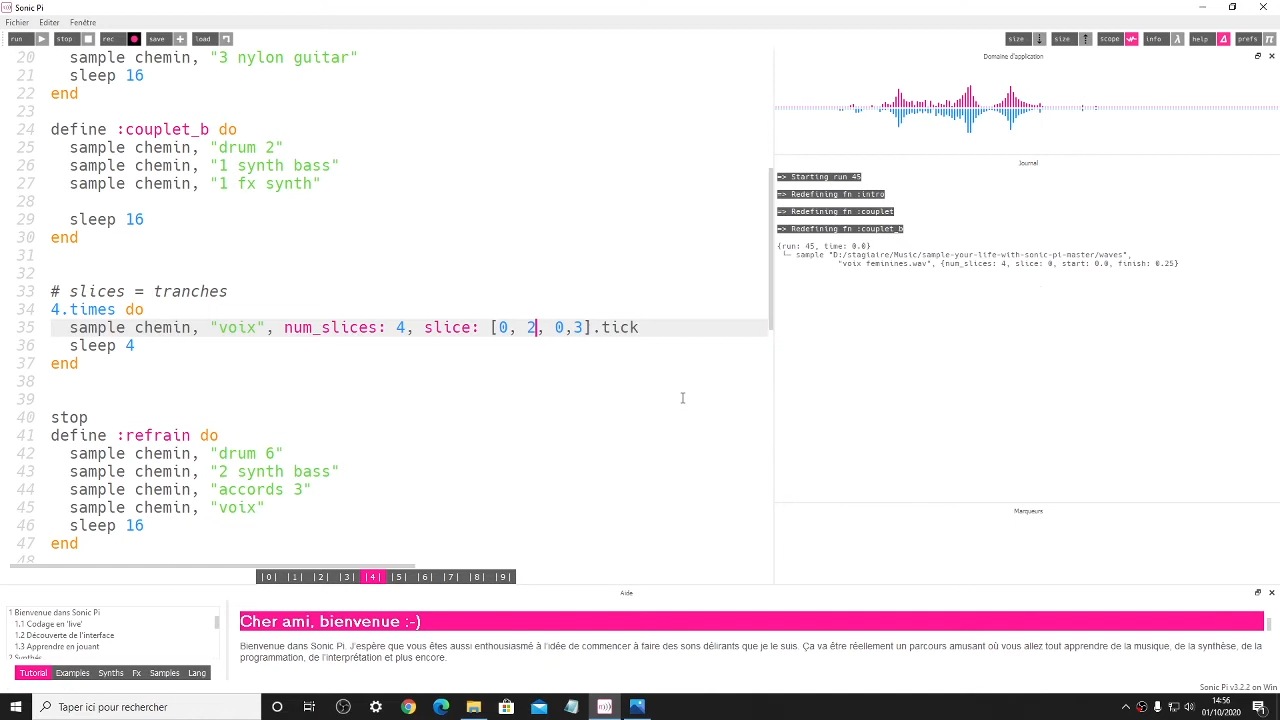 Sonic Pi
Fichier Editer Fenêtre
run stop rec save load size size scope info help prefs
20 sample chemin, "3 nylon guitar"
21 sleep 16
22 end
23
24 define :couplet_b do
25 sample chemin, "drum 2"
26 sample chemin, "1 synth bass"
27 sample chemin, "1 fx synth"
28
29 sleep 16
30 end
31
32
33 # slices = tranches
34 4.times do
35 sample chemin, "voix", num_slices: 4, slice: [0, 2, 0,3].tick
36 sleep 4
37 end
38
39
40 stop
41 define :refrain do
42 sample chemin, "drum 6"
43 sample chemin, "2 synth bass"
44 sample chemin, "accords 3"
45 sample chemin, "voix"
46 sleep 16
47 end
48
|0| |1| |2| |3| |4| |5| |6| |7| |8| |9|
Domaine d'application
Journal
=> Starting run 45
=> Redefining fn :intro
=> Redefining fn :couplet
=> Redefining fn :couplet_b
{run: 45, time: 0.0}
└─ sample "D:/stagiaire/Music/sample-your-life-with-sonic-pi-master/waves",
"voix feminines.wav", {num_slices: 4, slice: 0, start: 0.0, finish: 0.25}
Marqueurs
Aide
1 Bienvenue dans Sonic Pi
1.1 Codage en 'live'
1.2 Découverte de l'interface
1.3 Apprendre en jouant
2 Synthés
Tutorial Examples Synths Fx Samples Lang
Cher ami, bienvenue :-)
Bienvenue dans Sonic Pi. J'espère que vous êtes aussi enthousiasmé à l'idée de commencer à faire des sons délirants que je le suis. Ça va être réellement un parcours amusant où vous allez tout apprendre de la musique, de la synthèse, de la
programmation, de l'interprétation et plus encore.
Sonic Pi v3.2.2 on Win
Taper ici pour rechercher
14:56
01/10/2020